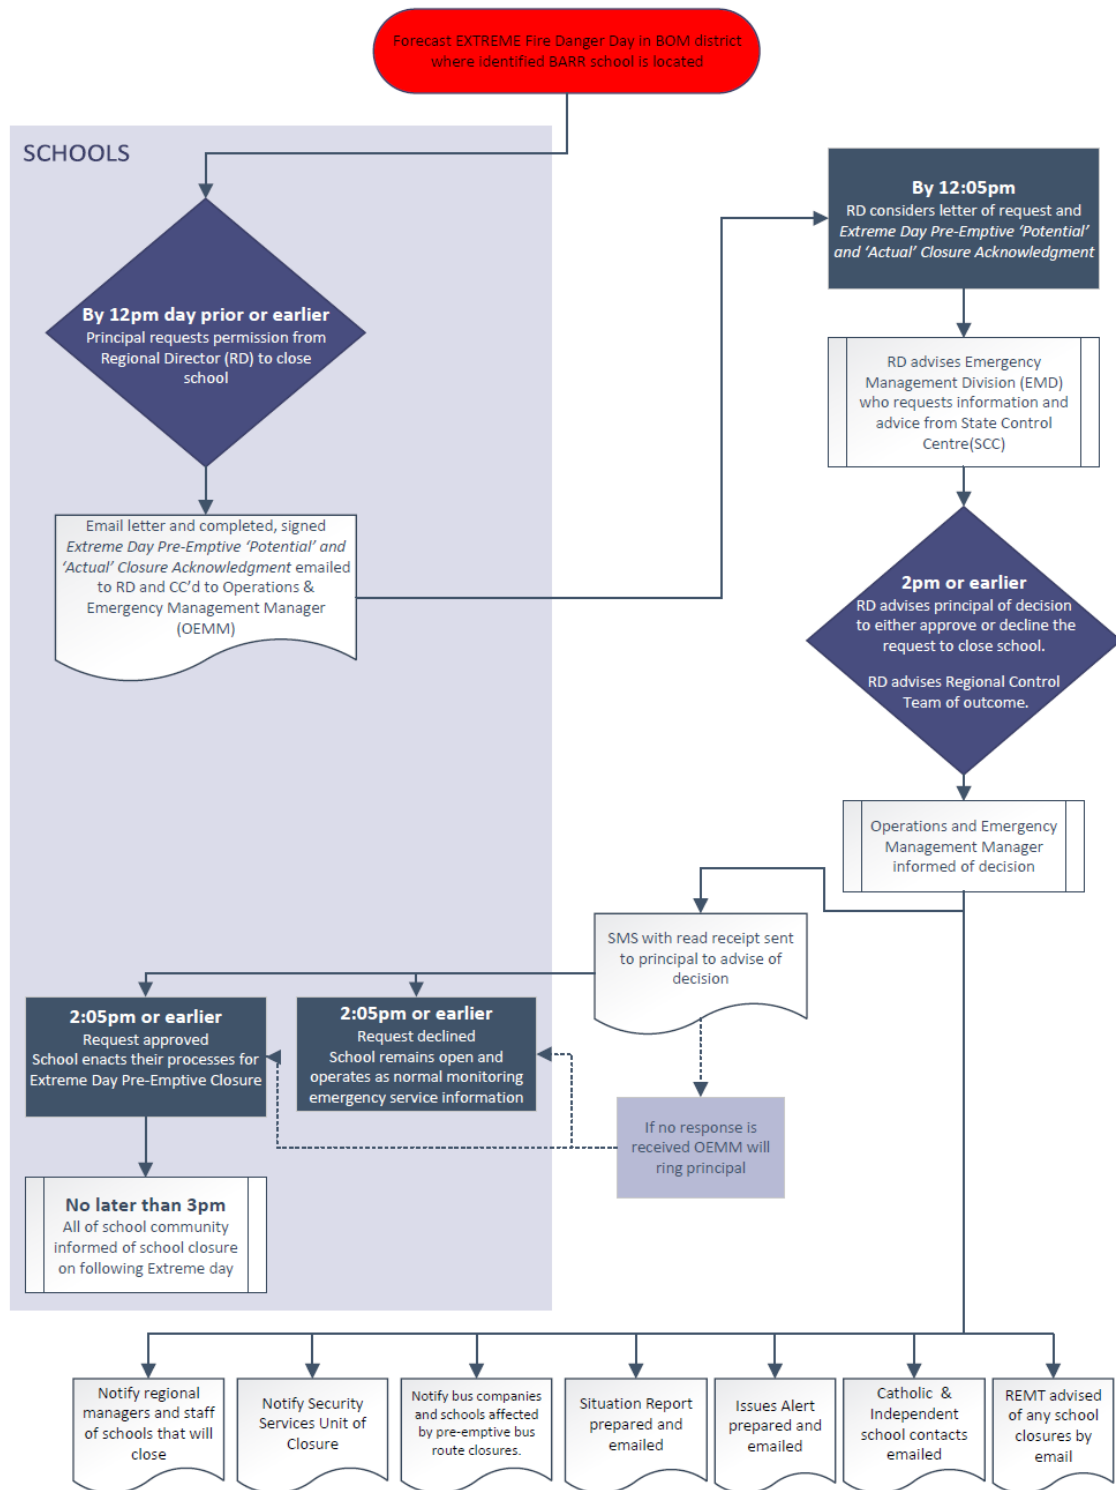 Forecast EXTREME Fire Danger Day in BOM district
where identified BARR school is located
SCHOOLS
By 12pm day prior or earlier
Principal requests permission from
Regional Director (RD) to close
school
Email letter and completed, signed
Extreme Day Pre-Emptive ‘Potential’ and
‘Actual’ Closure Acknowledgment emailed
to RD and CC’d to Operations &
Emergency Management Manager
(OEMM)
By 12:05pm
RD considers letter of request and
Extreme Day Pre-Emptive ‘Potential’
and ‘Actual’ Closure Acknowledgment
RD advises Emergency
Management Division (EMD)
who requests information and
advice from State Control
Centre(SCC)
2pm or earlier
RD advises principal of decision
to either approve or decline the
request to close school.
RD advises Regional Control
Team of outcome.
Operations and Emergency
Management Manager
informed of decision
SMS with read receipt sent
to principal to advise of
decision
2:05pm or earlier
Request approved
School enacts their processes for
Extreme Day Pre-Emptive Closure
2:05pm or earlier
Request declined
School remains open and
operates as normal monitoring
emergency service information
If no response is
received OEMM will
ring principal
No later than 3pm
All of school community
informed of school closure
on following Extreme day
Notify regional
managers and staff
of schools that will
close
Notify Security
Services Unit of
Closure
Notify bus companies
and schools affected
by pre-emptive bus
route closures.
Situation Report
prepared and
emailed
Issues Alert
prepared and
emailed
Catholic &
Independent
school contacts
emailed
REMT advised
of any school
closures by
email